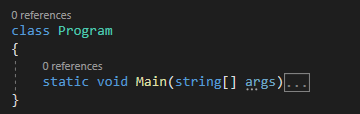 0 references
class Program
{
0 references
static void Main(string[] args)...
}